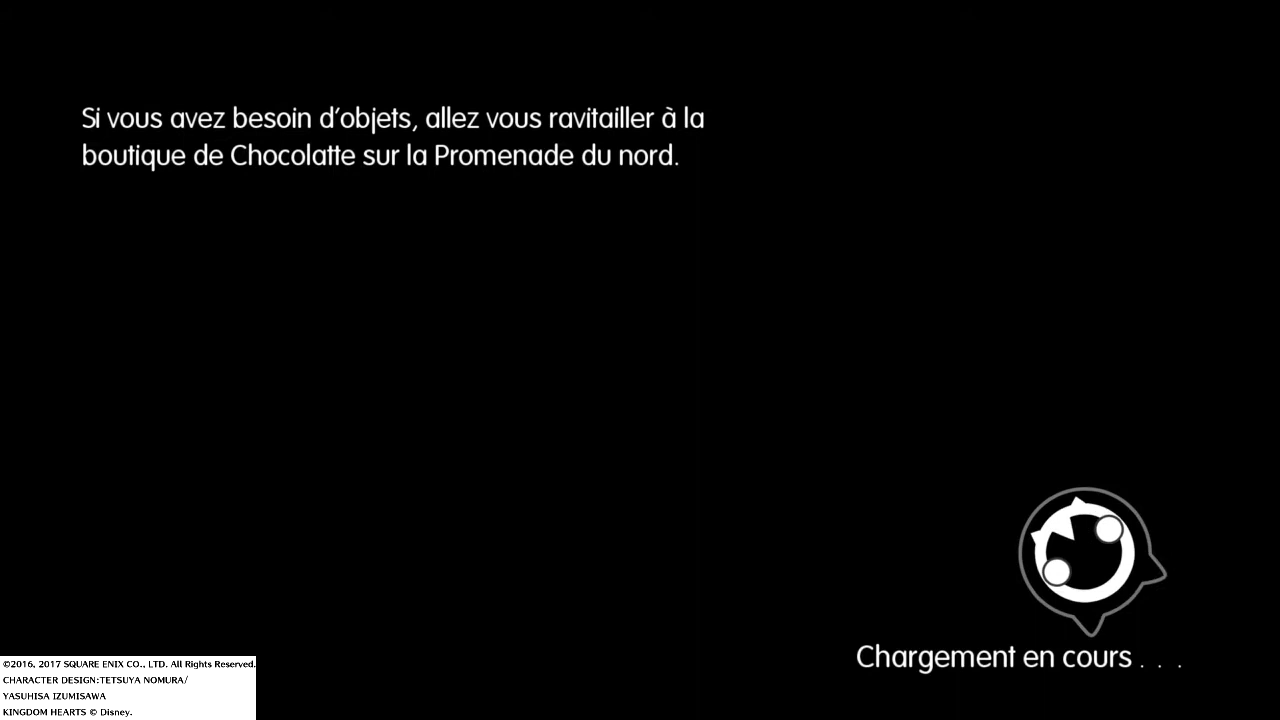 Si vous avez besoin d'objets, allez vous ravitailler à la
boutique de Chocolatte sur la Promenade du nord.
Chargement en cours . . .
©2016, 2017 SQUARE ENIX CO., LTD. All Rights Reserved.
CHARACTER DESIGN:TETSUYA NOMURA/
YASUHISA IZUMISAWA
KINGDOM HEARTS © Disney.